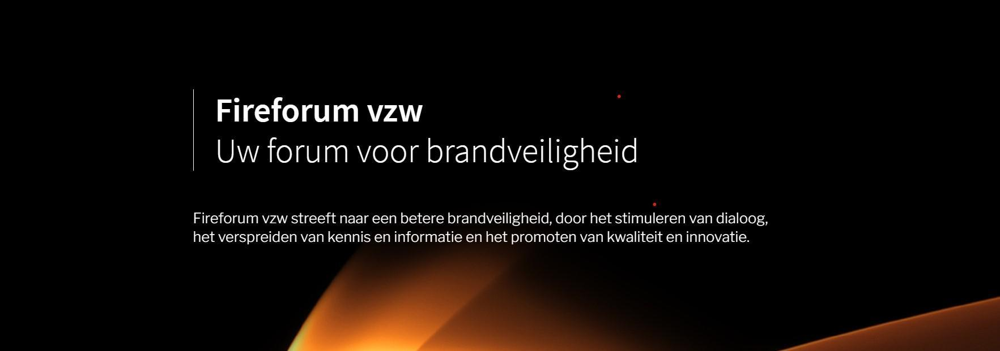 Fireforum vzw
Uw forum voor brandveiligheid
Fireforum vzw streeft naar een betere brandveiligheid, door het stimuleren van dialoog,
het verspreiden van kennis en informatie en het promoten van kwaliteit en innovatie.